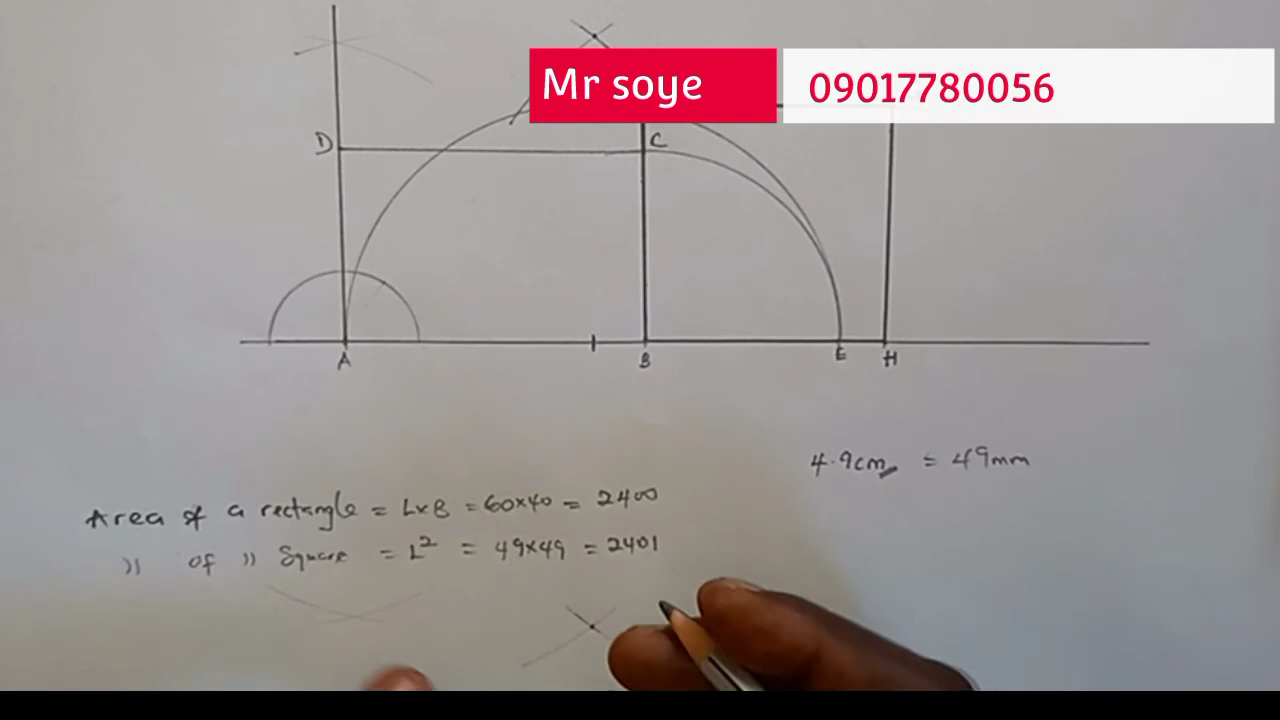 Mr soye
09017780056
D
C
A
B
E
H
4.9cm = 49mm
Area of a rectangle = L×B = 60×40 = 2400
〃 of 〃 Square = L² = 49×49 = 2401